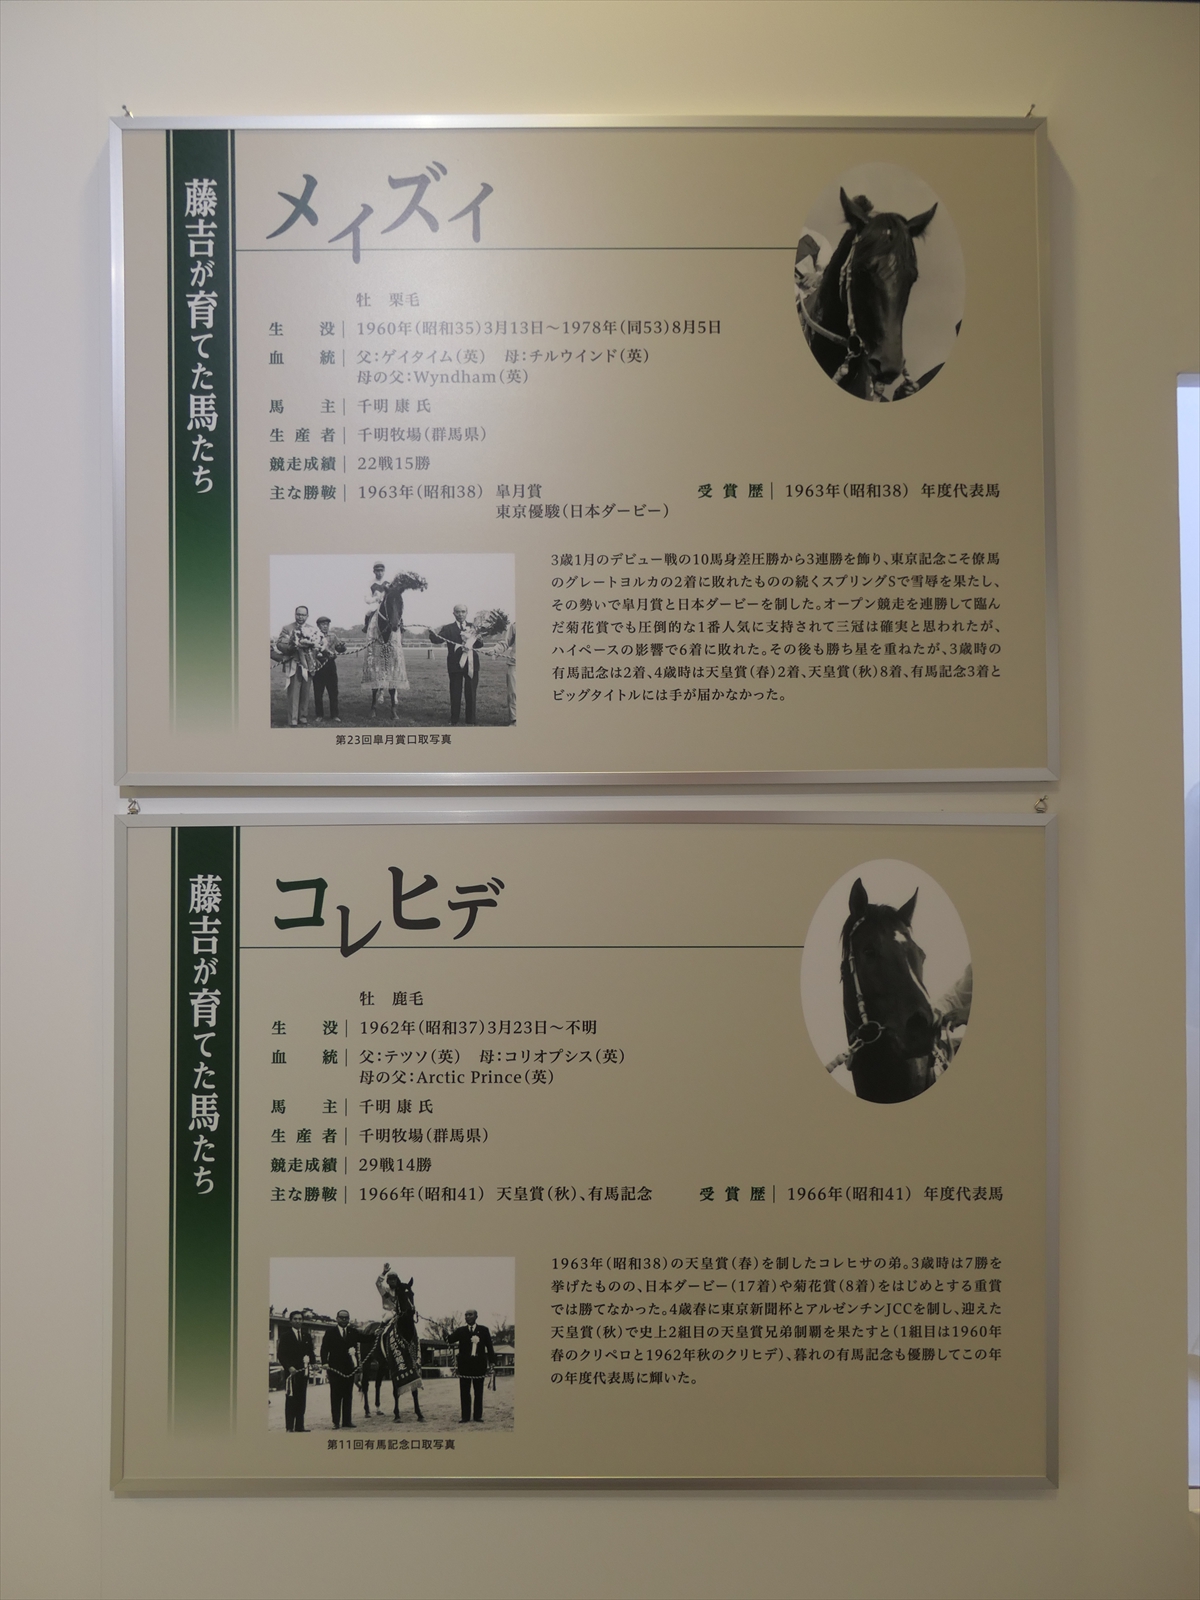 藤吉が育てた馬たち
メイズイ
牡　栗毛
生　没｜1960年（昭和35）3月13日〜1978年（同53）8月5日
血　統｜父：ゲイタイム（英）　母：チルウインド（英）
母の父：Wyndham（英）
馬　主｜千明 康 氏
生産者｜千明牧場（群馬県）
競走成績｜22戦15勝
主な勝鞍｜1963年（昭和38）　皐月賞
東京優駿（日本ダービー）
受賞歴｜1963年（昭和38）　年度代表馬
3歳1月のデビュー戦の10馬身差圧勝から3連勝を飾り、東京記念こそ僚馬
のグレートヨルカの2着に敗れたものの続くスプリングSで雪辱を果たし、
その勢いで皐月賞と日本ダービーを制した。オープン競走を連勝して臨ん
だ菊花賞でも圧倒的な1番人気に支持されて三冠は確実と思われたが、
ハイペースの影響で6着に敗れた。その後も勝ち星を重ねたが、3歳時の
有馬記念は2着、4歳時は天皇賞（春）2着、天皇賞（秋）8着、有馬記念3着と
ビッグタイトルには手が届かなかった。
第23回皐月賞口取写真
藤吉が育てた馬たち
コレヒデ
牡　鹿毛
生　没｜1962年（昭和37）3月23日〜不明
血　統｜父：テツソ（英）　母：コリオプシス（英）
母の父：Arctic Prince（英）
馬　主｜千明 康 氏
生産者｜千明牧場（群馬県）
競走成績｜29戦14勝
主な勝鞍｜1966年（昭和41）　天皇賞（秋）、有馬記念
受賞歴｜1966年（昭和41）　年度代表馬
1963年（昭和38）の天皇賞（春）を制したコレヒサの弟。3歳時は7勝を
挙げたものの、日本ダービー（17着）や菊花賞（8着）をはじめとする重賞
では勝てなかった。4歳春に東京新聞杯とアルゼンチンJCCを制し、迎えた
天皇賞（秋）で史上2組目の天皇賞兄弟制覇を果たすと（1組目は1960年
春のクリペロと1962年秋のクリヒデ）、暮れの有馬記念も優勝してこの年
の年度代表馬に輝いた。
第11回有馬記念口取写真